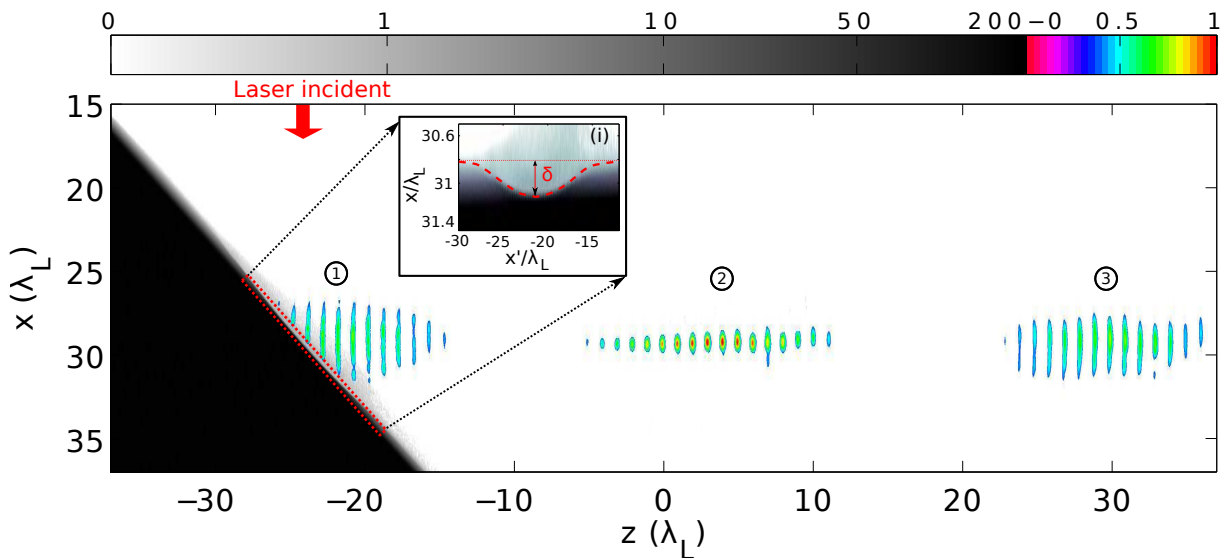 0 1 10 50 200−0 0.5 1
Laser incident
15
20
25
30
35
x (λL)
−30 −20 −10 0 10 20 30
z (λL)
(i)
30.6
31
31.4
x/λL
δ
-30 -25 -20 -15
x'/λL
① ② ③